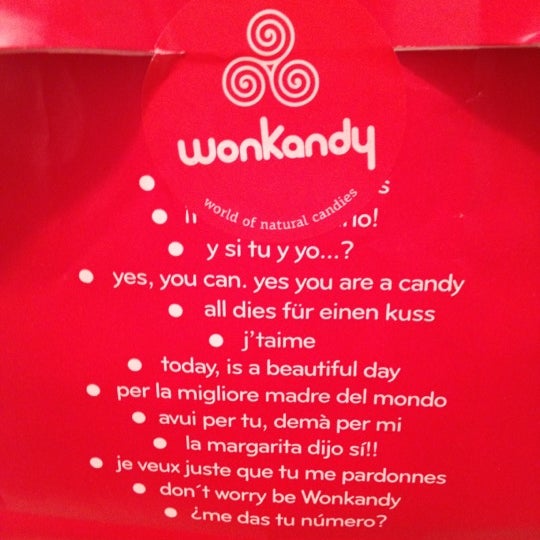 wonkandy
world of natural candies
y si tu y yo...?
yes, you can. yes you are a candy
all dies für einen kuss
j'taime
today, is a beautiful day
per la migliore madre del mondo
avui per tu, demà per mi
la margarita dijo sí!!
je veux juste que tu me pardonnes
don´t worry be Wonkandy
¿me das tu número?